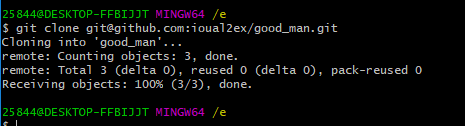 25844@DESKTOP-FFBIJJT MINGW64 /e
$ git clone git@github.com:ioual2ex/good_man.git
Cloning into 'good_man'...
remote: Counting objects: 3, done.
remote: Total 3 (delta 0), reused 0 (delta 0), pack-reused 0
Receiving objects: 100% (3/3), done.
25844@DESKTOP-FFBIJJT MINGW64 /e
$